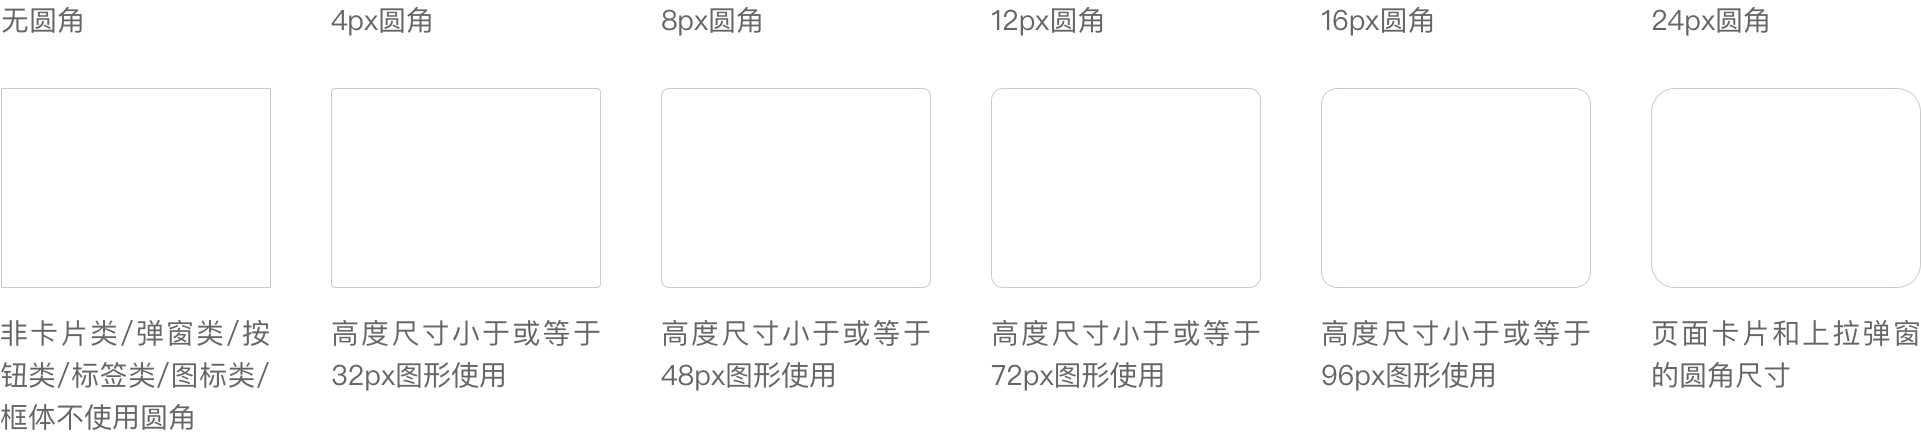 无圆角
4px圆角
8px圆角
12px圆角
16px圆角
24px圆角
非卡片类/弹窗类/按
钮类/标签类/图标类/
框体不使用圆角
高度尺寸小于或等于
32px图形使用
高度尺寸小于或等于
48px图形使用
高度尺寸小于或等于
72px图形使用
高度尺寸小于或等于
96px图形使用
页面卡片和上拉弹窗
的圆角尺寸